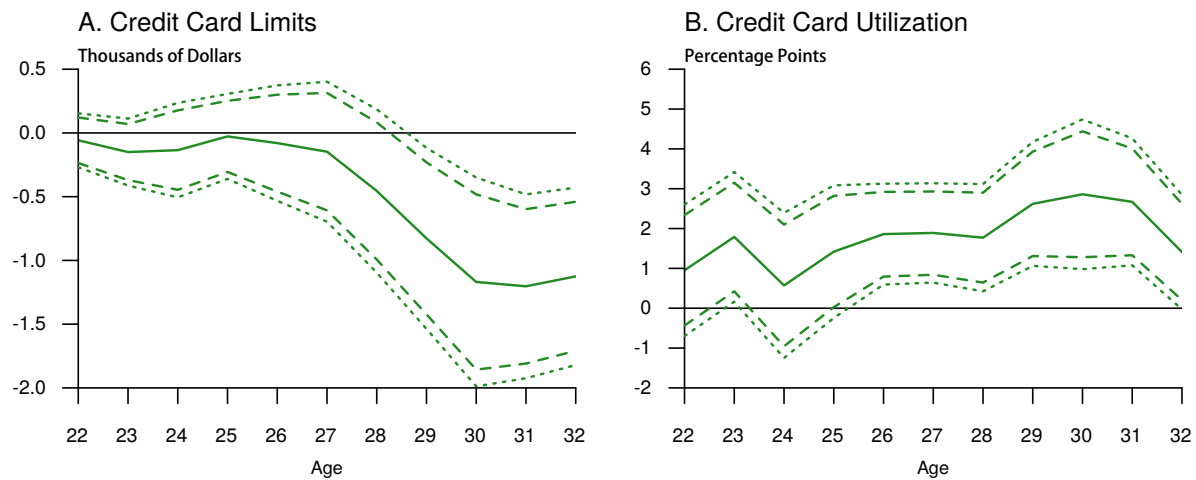 A. Credit Card Limits
Thousands of Dollars
0.5
0.0
-0.5
-1.0
-1.5
-2.0
22 23 24 25 26 27 28 29 30 31 32
Age
B. Credit Card Utilization
Percentage Points
6
5
4
3
2
1
0
-1
-2
22 23 24 25 26 27 28 29 30 31 32
Age